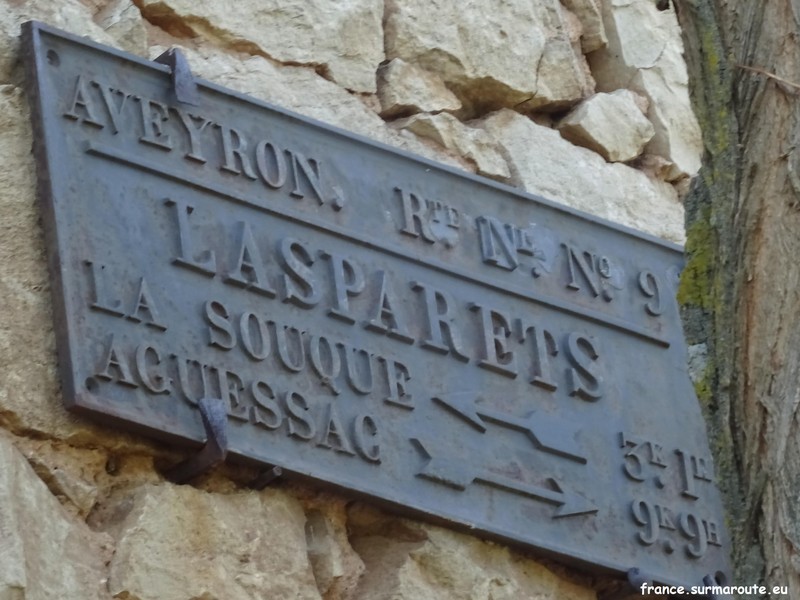 AVEYRON. RTE NLE. No. 9
LASPARETS
LA SOUQUE 3K.1H
AGUESSAC 9K.9H
france.surmaroute.eu